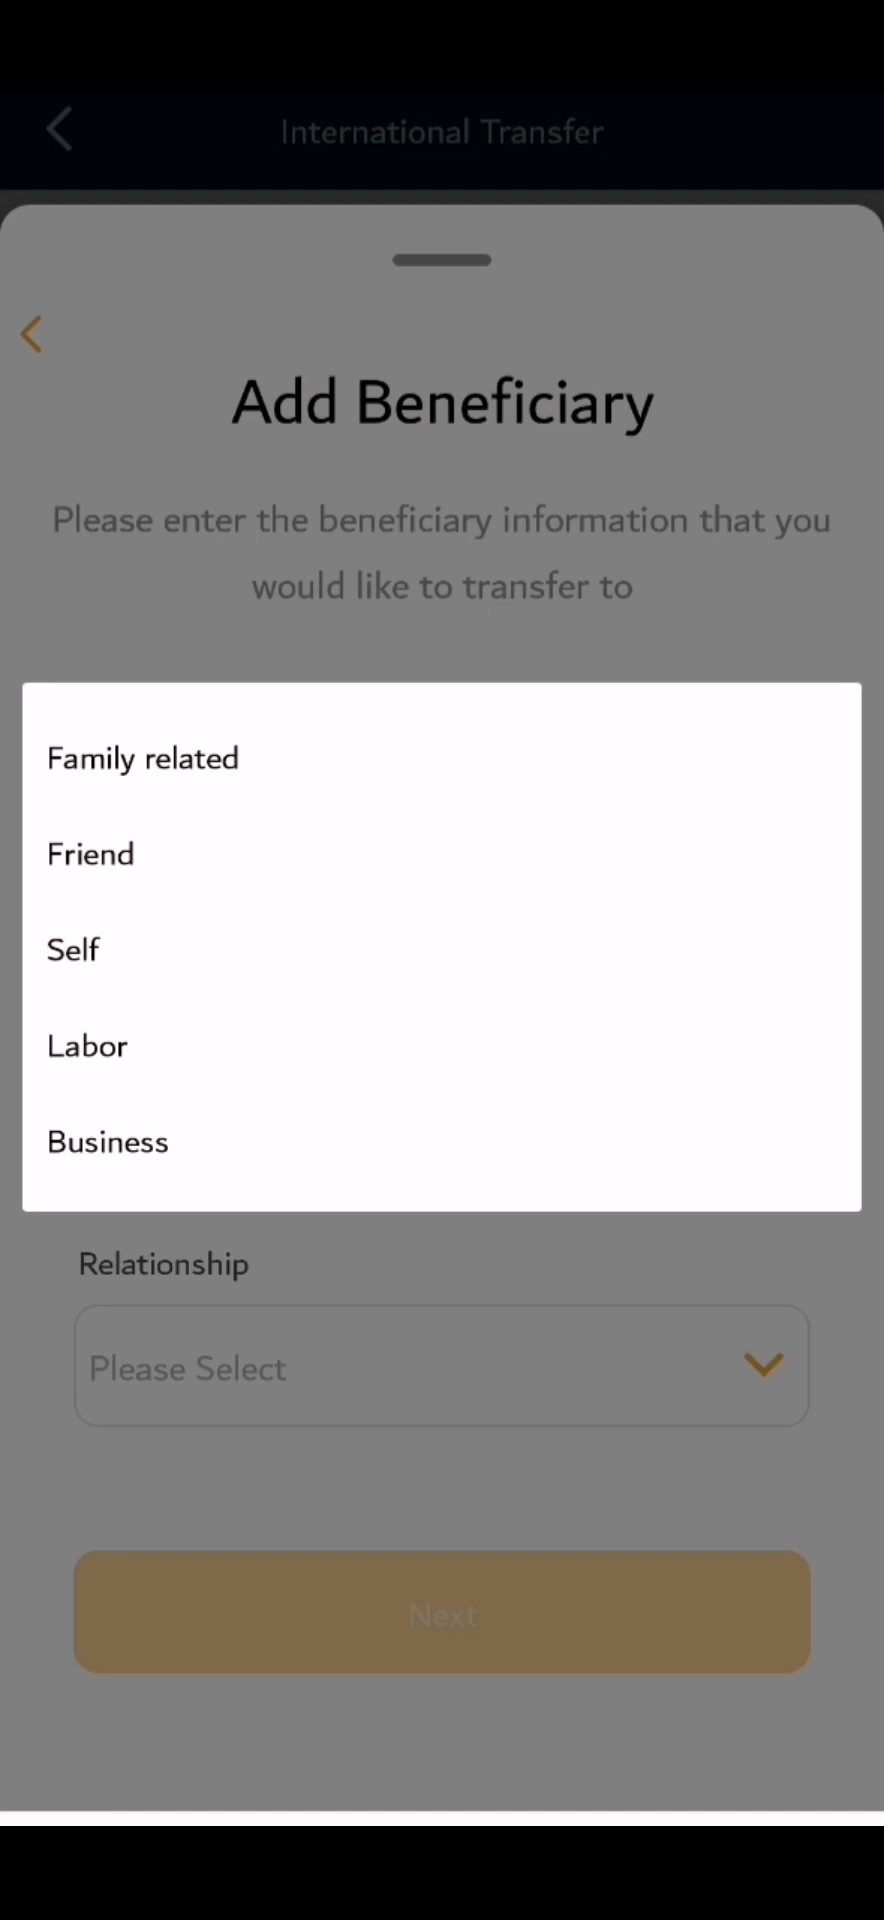 International Transfer
Add Beneficiary
Please enter the beneficiary information that you
would like to transfer to
Family related
Friend
Self
Labor
Business
Relationship
Please Select
Next